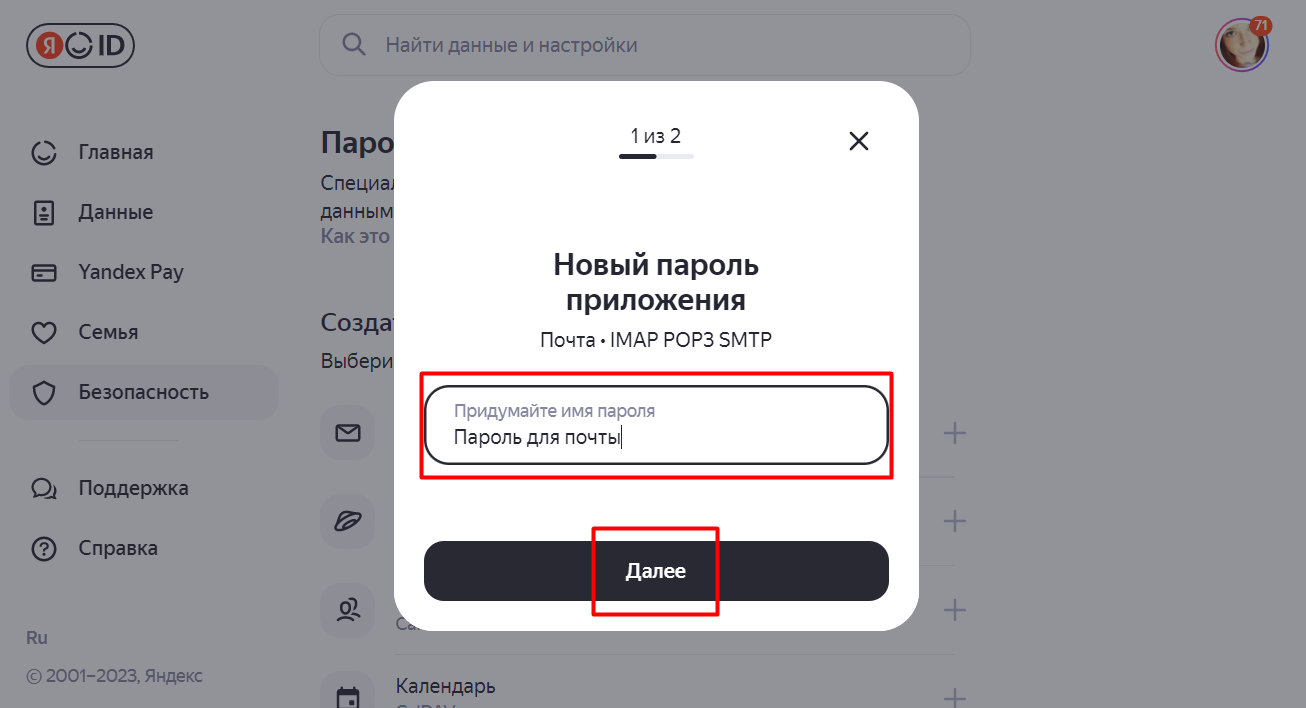 Я ID
Найти данные и настройки
71
Главная
Данные
Yandex Pay
Семья
Безопасность
Поддержка
Справка
Ru
© 2001–2023, Яндекс
Паро
Специал
данным
Как это
Создат
Выбери
1 из 2
Новый пароль
приложения
Почта • IMAP POP3 SMTP
Придумайте имя пароля
Пароль для почты
Далее
Календарь